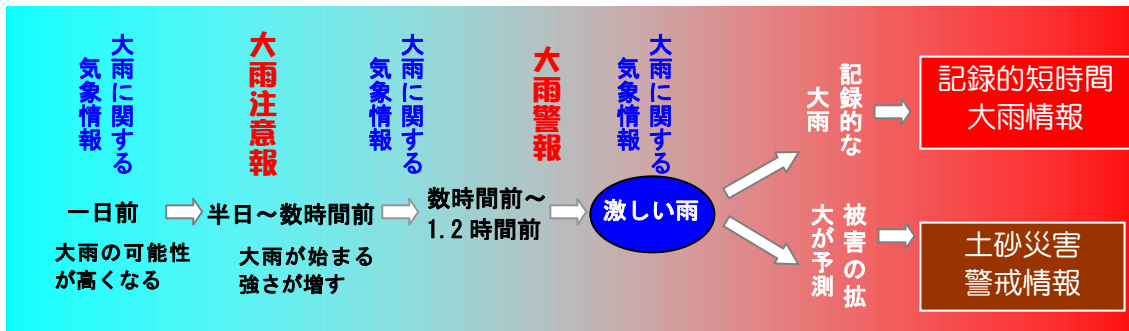 大雨に関する
気象情報
大雨注意報
大雨に関する
気象情報
大雨警報
大雨に関する
気象情報
一日前
半日～数時間前
数時間前～
1.2時間前
激しい雨
大雨の可能性
が高くなる
大雨が始まる
強さが増す
記録的な
大雨
記録的短時間
大雨情報
被害の拡
大が予測
土砂災害
警戒情報